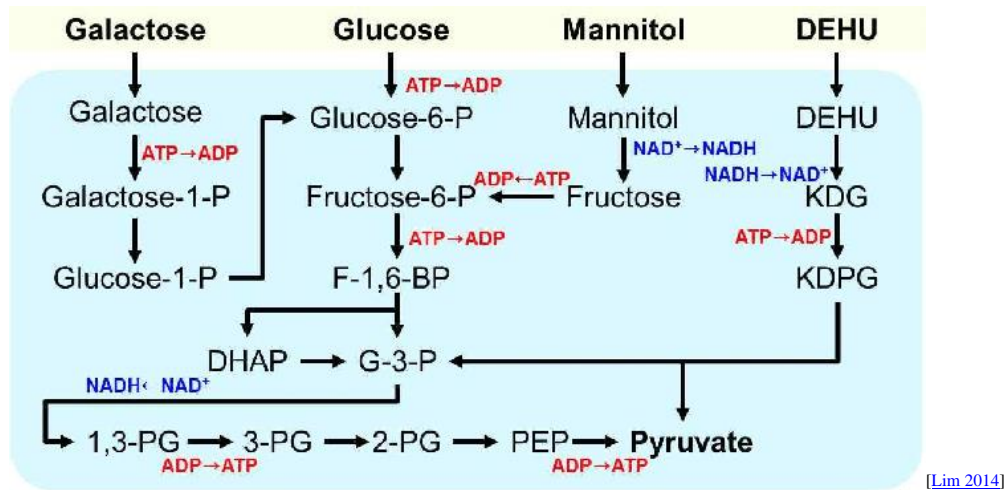 Galactose Glucose Mannitol DEHU
ATP→ADP
Galactose Glucose-6-P Mannitol DEHU
ATP→ADP NAD⁺→NADH
NADH→NAD⁺
Galactose-1-P Fructose-6-P ADP←ATP Fructose KDG
ATP→ADP ATP→ADP
Glucose-1-P F-1,6-BP KDPG
DHAP G-3-P
NADH← NAD⁺
1,3-PG 3-PG 2-PG PEP Pyruvate
ADP→ATP ADP→ATP
[Lim 2014]